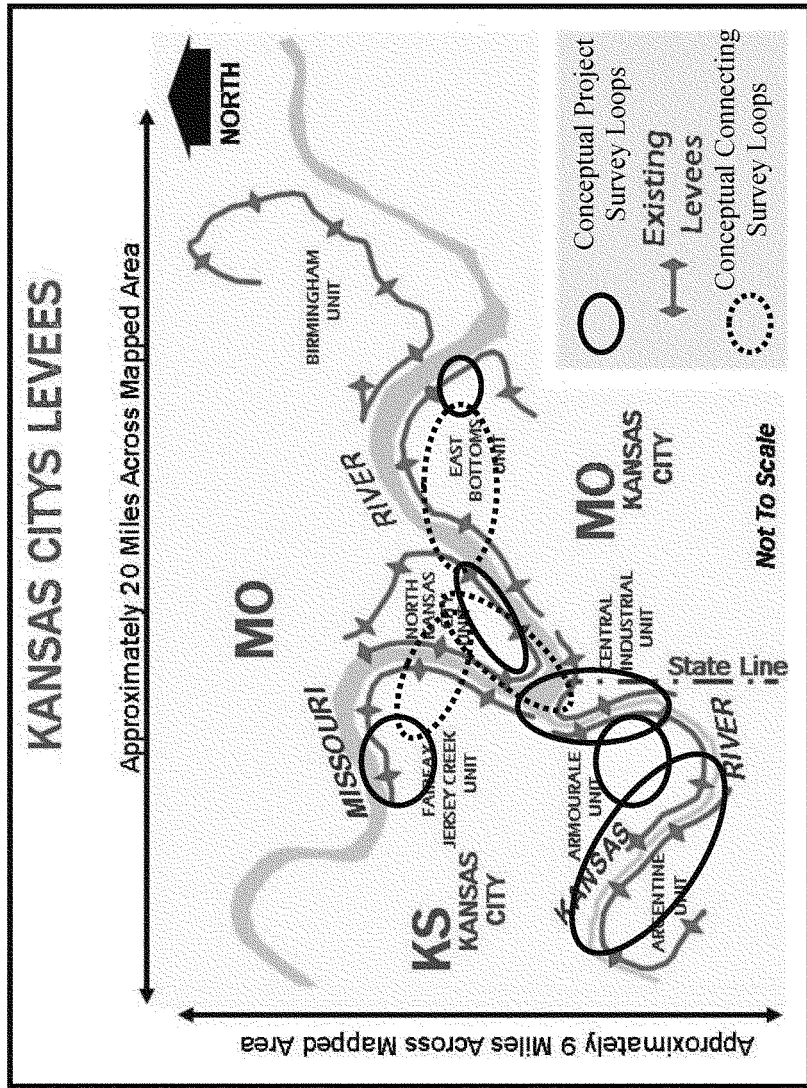 KANSAS CITYS LEVEES
Approximately 20 Miles Across Mapped Area
NORTH
Approximately 9 Miles Across Mapped Area
MO
MISSOURI
RIVER
BIRMINGHAM
UNIT
NORTH
KANSAS
CITY
UNIT
EAST
BOTTOMS
UNIT
FAIRFAX
JERSEY CREEK
UNIT
KS
KANSAS
CITY
MO
KANSAS
CITY
CENTRAL
INDUSTRIAL
UNIT
ARMOURALE
UNIT
KANSAS
RIVER
ARGENTINE
UNIT
State Line
Not To Scale
Conceptual Project
Survey Loops
Existing
Levees
Conceptual Connecting
Survey Loops